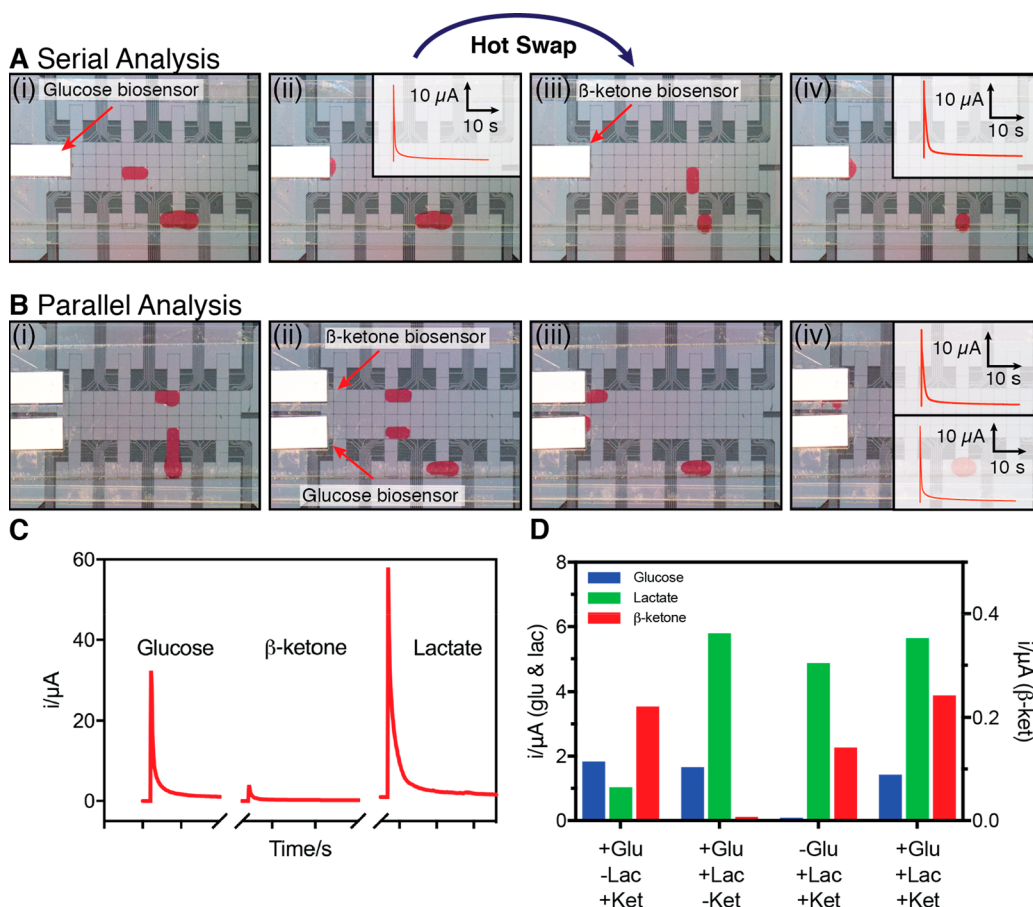 Hot Swap
A Serial Analysis
(i)
Glucose biosensor
(ii)
10 µA
10 s
(iii)
ß-ketone biosensor
(iv)
10 µA
10 s
B Parallel Analysis
(i)
(ii)
ß-ketone biosensor
Glucose biosensor
(iii)
(iv)
10 µA
10 s
10 µA
10 s
C
60
40
20
0
i/µA
Glucose
β-ketone
Lactate
Time/s
D
8
6
4
2
0
i/µA (glu & lac)
Glucose
Lactate
β-ketone
0.4
0.2
0.0
i/µA (β-ket)
+Glu
-Lac
+Ket
+Glu
+Lac
-Ket
-Glu
+Lac
+Ket
+Glu
+Lac
+Ket